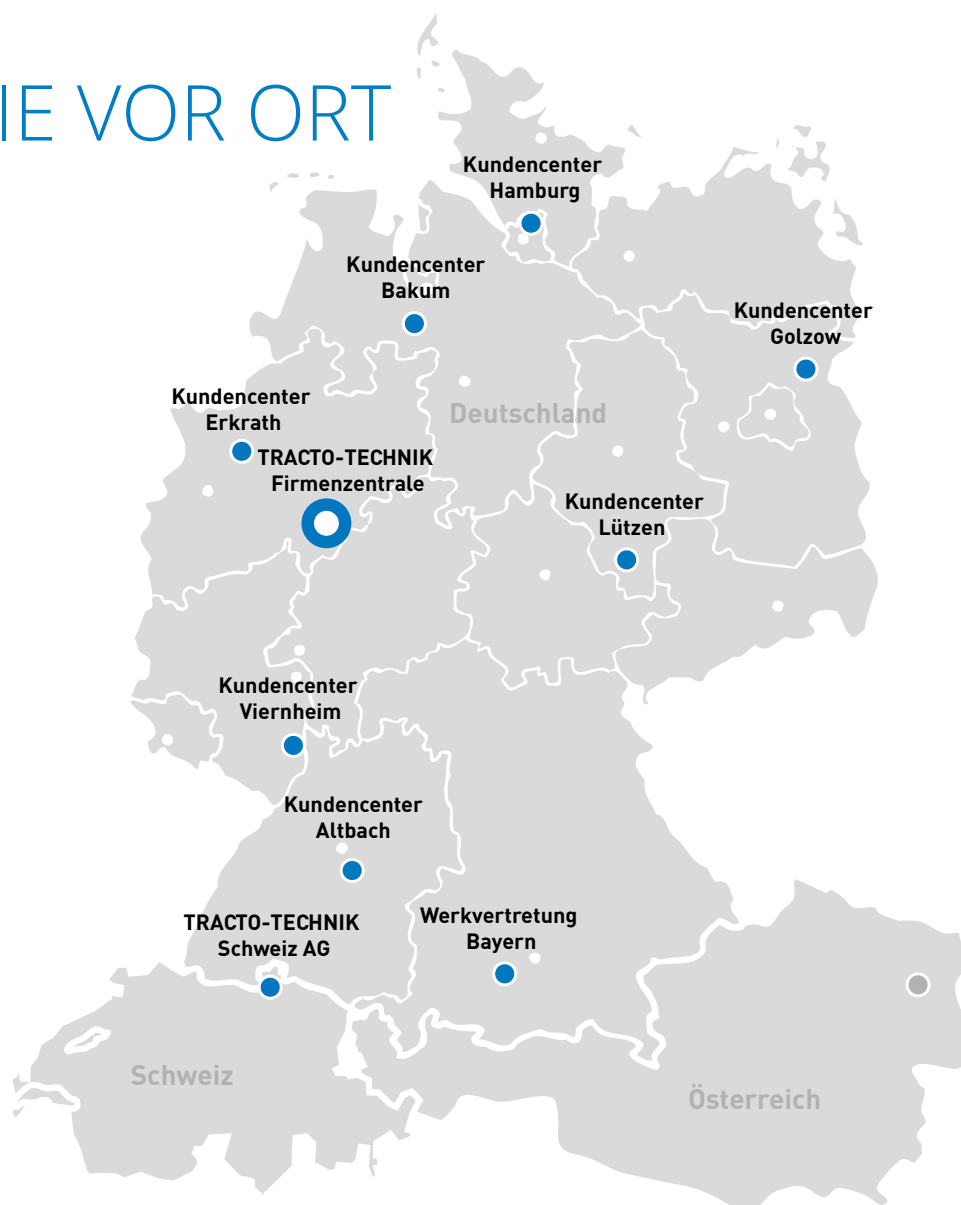 IE VOR ORT
Kundencenter
Hamburg
Kundencenter
Bakum
Kundencenter
Golzow
Kundencenter
Erkrath
Deutschland
TRACTO-TECHNIK
Firmenzentrale
Kundencenter
Lützen
Kundencenter
Viernheim
Kundencenter
Altbach
TRACTO-TECHNIK
Schweiz AG
Werkvertretung
Bayern
Schweiz
Österreich